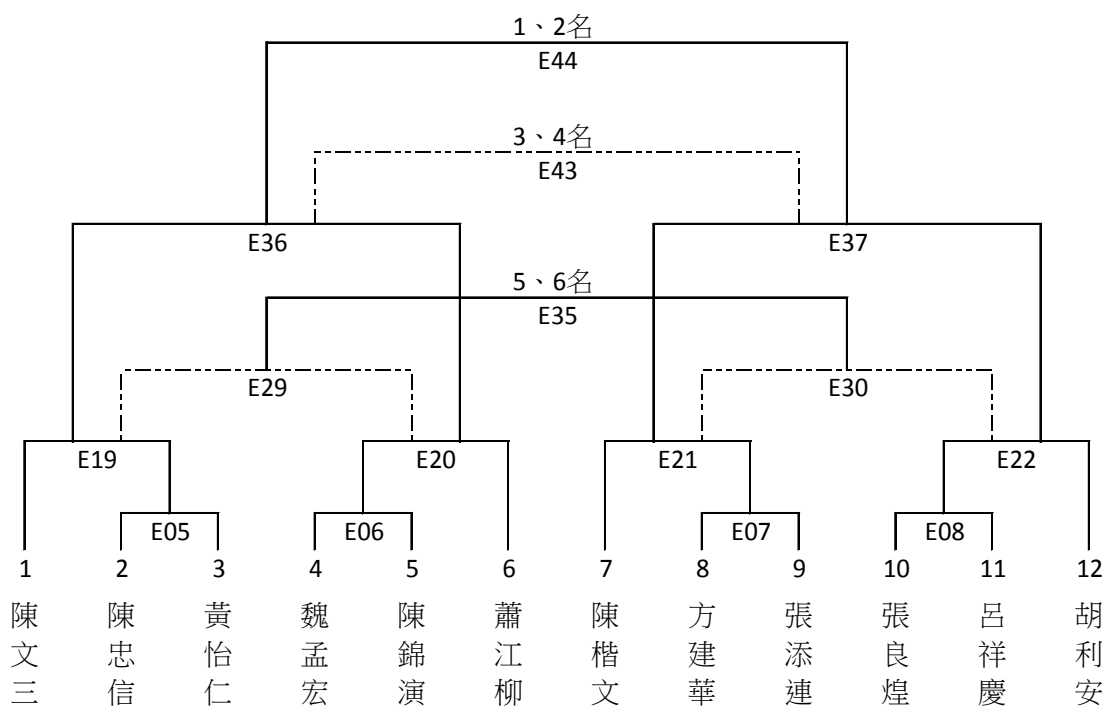 1、2名
E44
3、4名
E43
E36 E37
5、6名
E35
E29 E30
E19 E20 E21 E22
E05 E06 E07 E08
1 2 3 4 5 6 7 8 9 10 11 12
陳文三
陳忠信
黃怡仁
魏孟宏
陳錦演
蕭江柳
陳楷文
方建華
張添連
張良煌
呂祥慶
胡利安